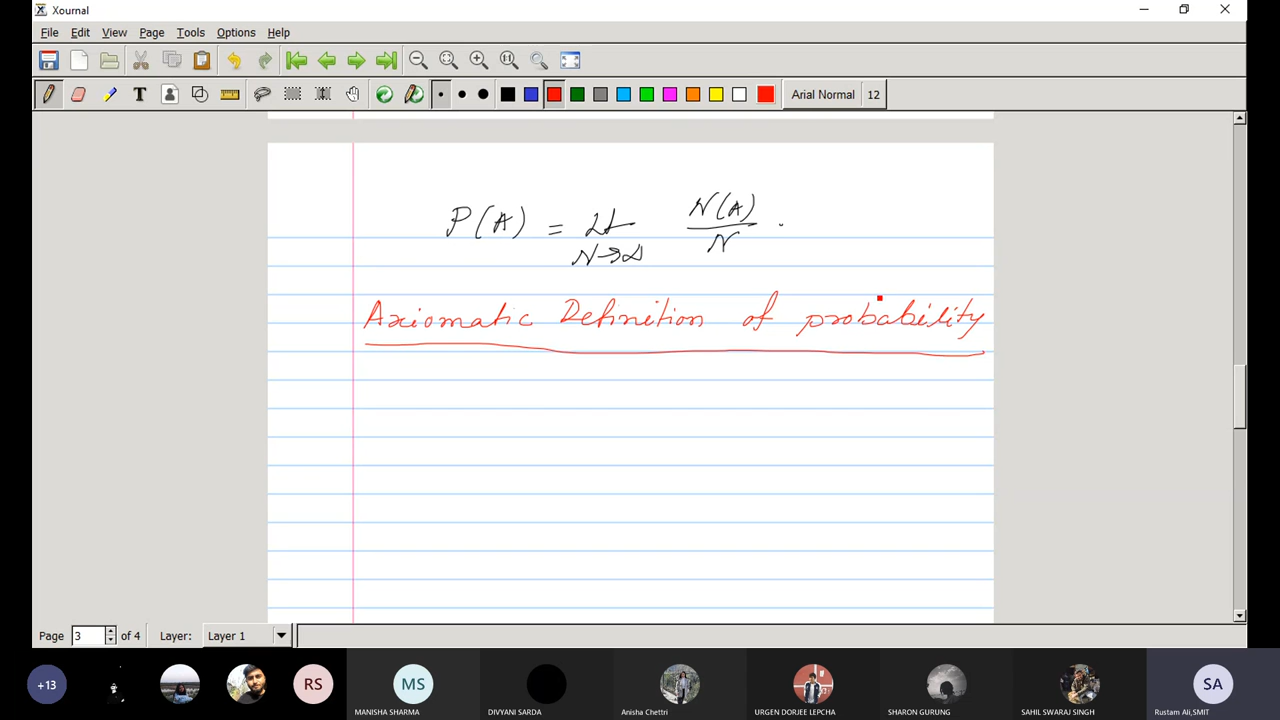 Xournal
File Edit View Page Tools Options Help
Arial Normal 12
P(A) = Lt N(A)
N→∞ N
Axiomatic Definition of probability
Page 3 of 4 Layer: Layer 1
+13 RS MS SA
MANISHA SHARMA DIVYANI SARDA Anisha Chettri URGEN DORJEE LEPCHA SHARON GURUNG SAHIL SWARAJ SINGH Rustam Ali,SMIT